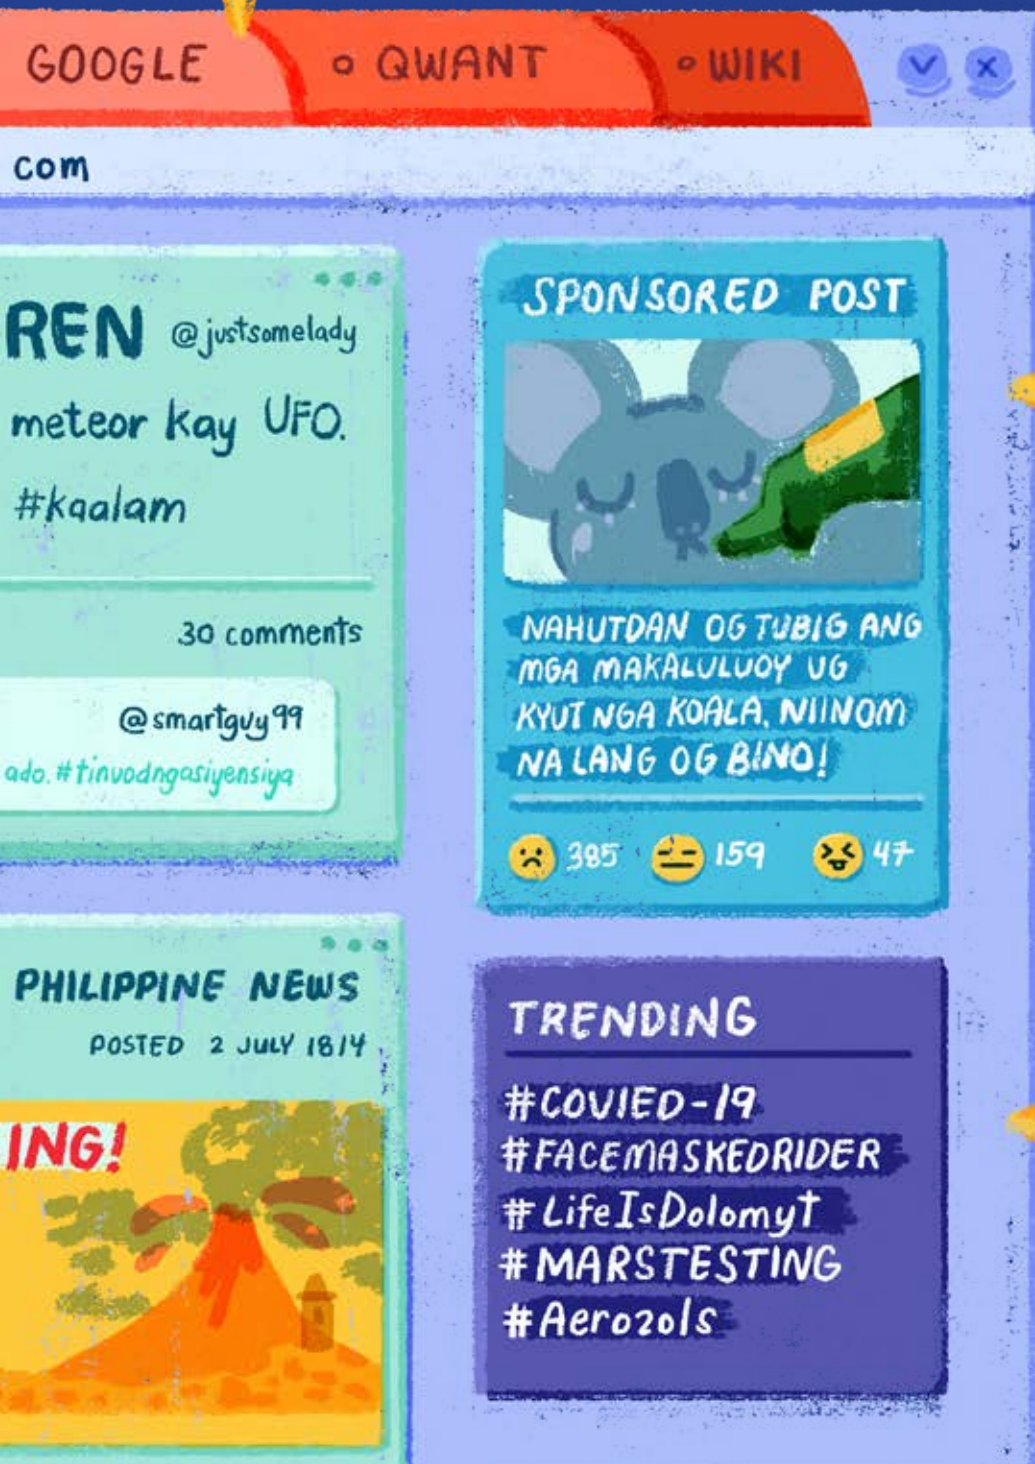 GOOGLE
QWANT
WIKI
com
REN @justsomelady
meteor kay UFO.
#kaalam
30 comments
@smartguy99
ado. #tinuodngasiyensiya
SPONSORED POST
NAHUTDAN OG TUBIG ANG
MGA MAKALULUOY UG
KYUT NGA KOALA, NIINOM
NA LANG OG BINO!
385 159 47
PHILIPPINE NEWS
POSTED 2 JULY 1814
ING!
TRENDING
#COVIED-19
#FACEMASKEDRIDER
#LifeIsDolomyt
#MARSTESTING
#Aerozols